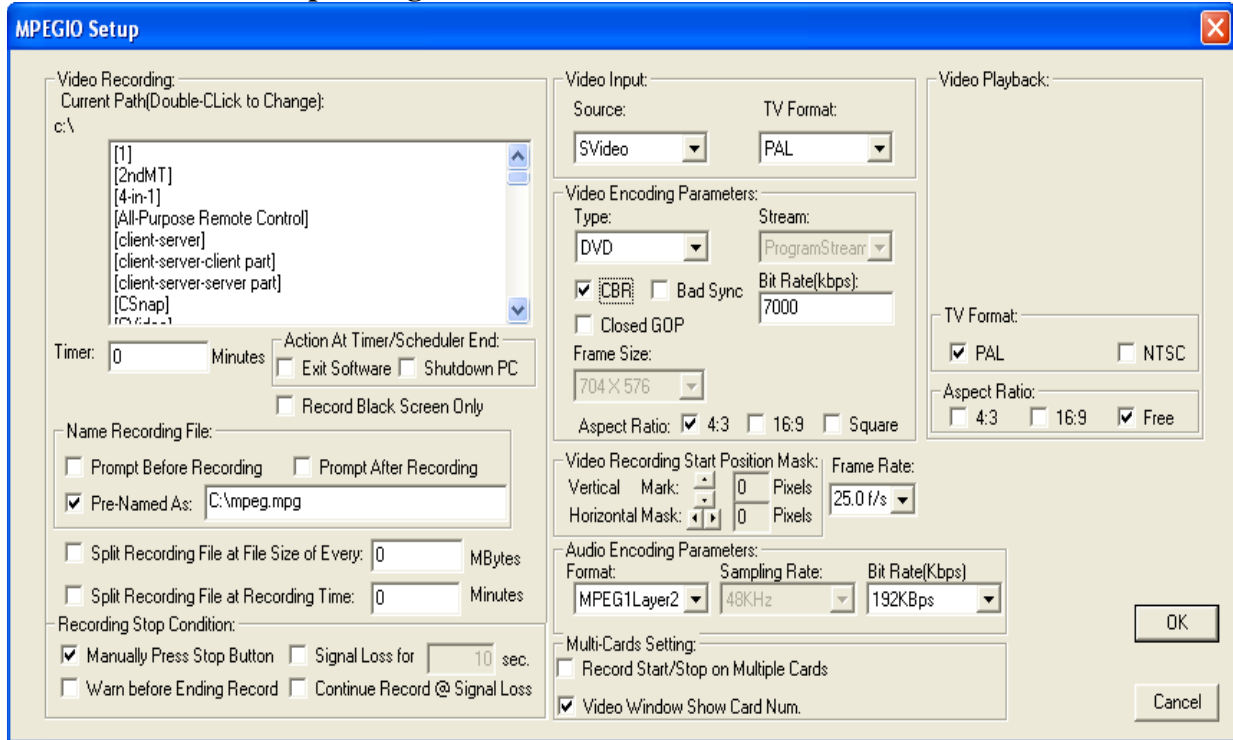 MPEGIO Setup
Video Recording:
Current Path(Double-CLick to Change):
c:\
[1]
[2ndMT]
[4-in-1]
[All-Purpose Remote Control]
[client-server]
[client-server-client part]
[client-server-server part]
[CSnap]
Timer: 0 Minutes
Action At Timer/Scheduler End:
Exit Software Shutdown PC
Record Black Screen Only
Name Recording File:
Prompt Before Recording Prompt After Recording
Pre-Named As: C:\mpeg.mpg
Split Recording File at File Size of Every: 0 MBytes
Split Recording File at Recording Time: 0 Minutes
Recording Stop Condition:
Manually Press Stop Button Signal Loss for 10 sec.
Warn before Ending Record Continue Record @ Signal Loss
Video Input:
Source: TV Format:
SVideo PAL
Video Encoding Parameters:
Type: Stream:
DVD ProgramStream
CBR Bad Sync Bit Rate(kbps):
7000
Closed GOP
Frame Size:
704 X 576
Aspect Ratio: 4:3 16:9 Square
Video Recording Start Position Mask:
Vertical Mark: 0 Pixels
Horizontal Mask: 0 Pixels
Frame Rate:
25.0 f/s
Audio Encoding Parameters:
Format: Sampling Rate: Bit Rate(Kbps)
MPEG1Layer2 48KHz 192KBps
Multi-Cards Setting:
Record Start/Stop on Multiple Cards
Video Window Show Card Num.
Video Playback:
TV Format:
PAL NTSC
Aspect Ratio:
4:3 16:9 Free
OK
Cancel